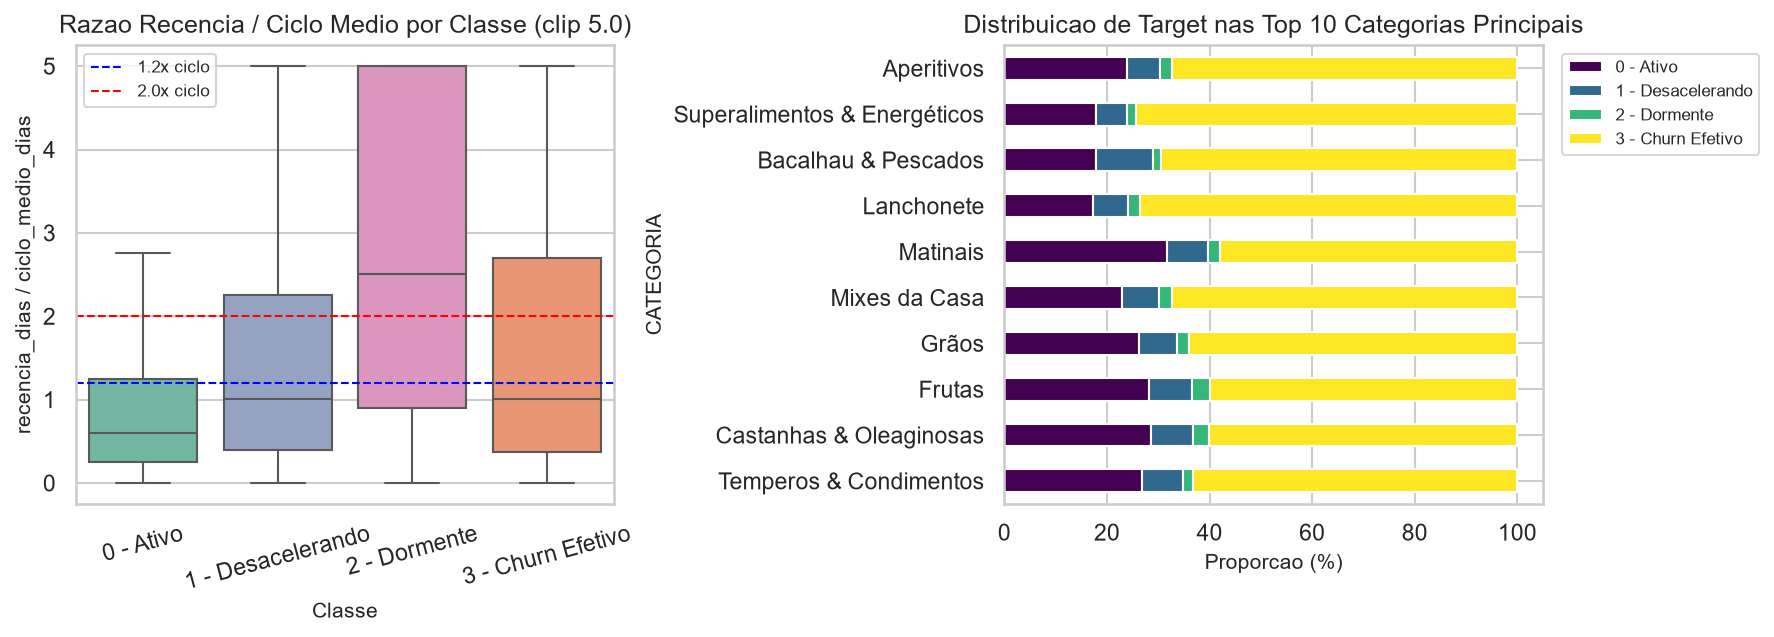 Razao Recencia / Ciclo Medio por Classe (clip 5.0)
1.2x ciclo
2.0x ciclo
recencia_dias / ciclo_medio_dias
5
4
3
2
1
0
0 - Ativo
1 - Desacelerando
2 - Dormente
3 - Churn Efetivo
Classe
Distribuicao de Target nas Top 10 Categorias Principais
CATEGORIA
Aperitivos
Superalimentos & Energéticos
Bacalhau & Pescados
Lanchonete
Matinais
Mixes da Casa
Grãos
Frutas
Castanhas & Oleaginosas
Temperos & Condimentos
0
20
40
60
80
100
Proporcao (%)
0 - Ativo
1 - Desacelerando
2 - Dormente
3 - Churn Efetivo